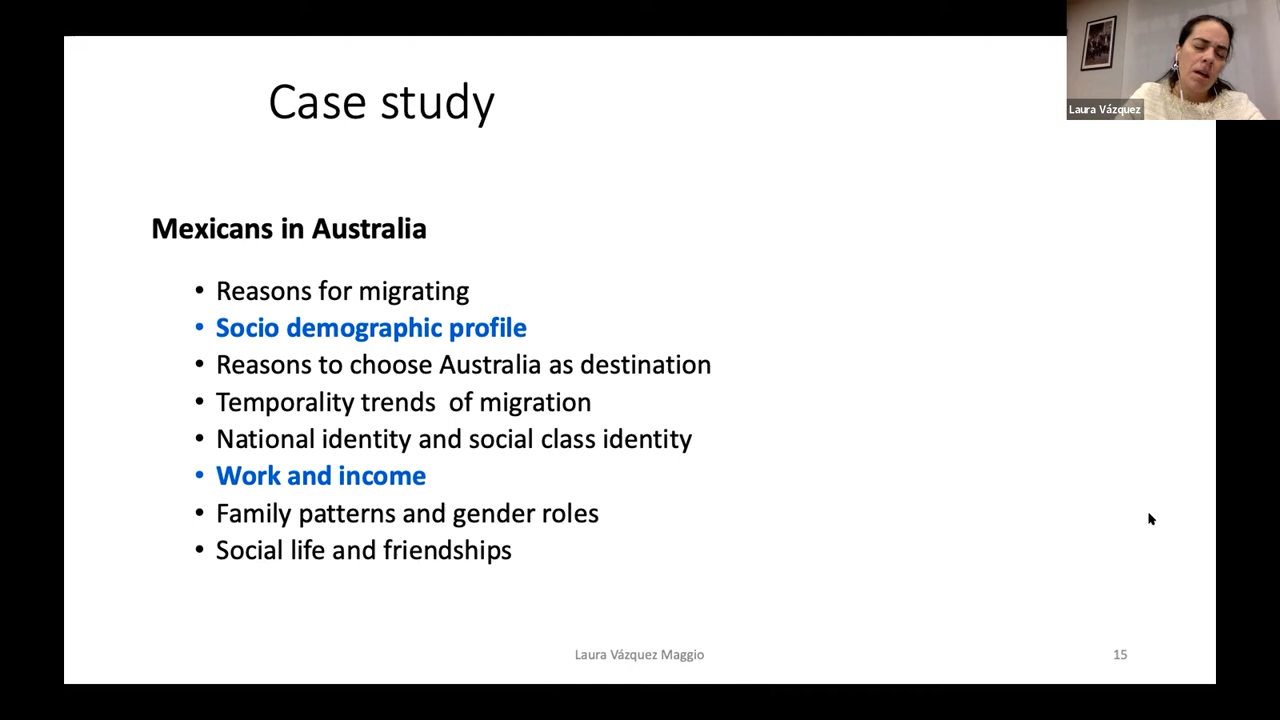 Case study
Laura Vázquez
Mexicans in Australia
• Reasons for migrating
• Socio demographic profile
• Reasons to choose Australia as destination
• Temporality trends  of migration
• National identity and social class identity
• Work and income
• Family patterns and gender roles
• Social life and friendships
Laura Vázquez Maggio
15